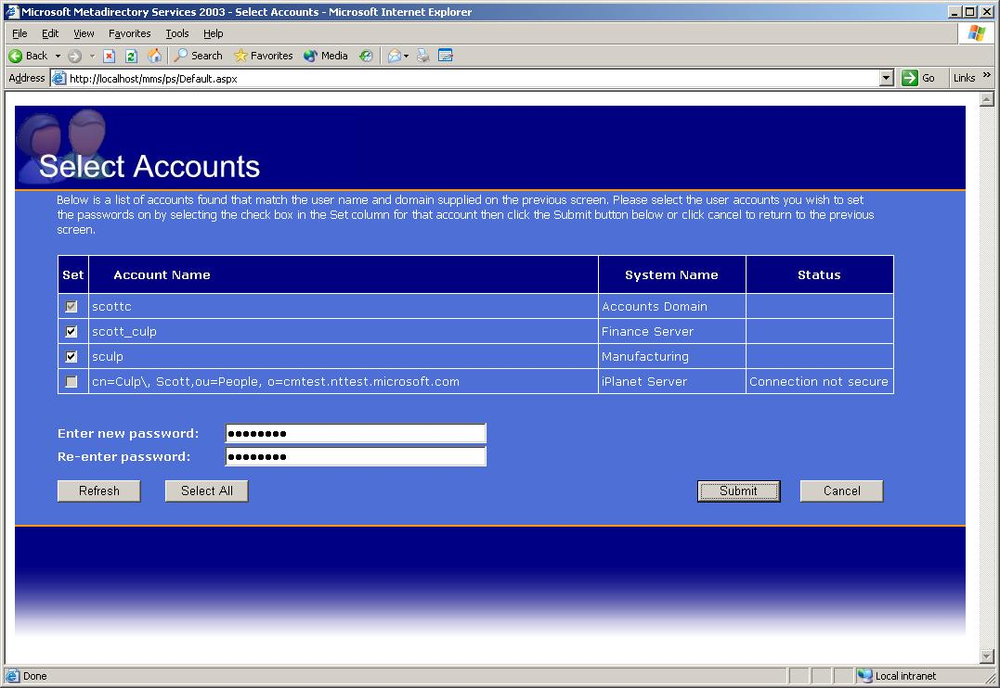 Microsoft Metadirectory Services 2003 - Select Accounts - Microsoft Internet Explorer
File Edit View Favorites Tools Help
Back Search Favorites Media
Address http://localhost/mms/ps/Default.aspx Go Links »
Select Accounts
Below is a list of accounts found that match the user name and domain supplied on the previous screen. Please select the user accounts you wish to set
the passwords on by selecting the check box in the Set column for that account then click the Submit button below or click cancel to return to the previous
screen.
Set Account Name System Name Status
scottc Accounts Domain
scott_culp Finance Server
sculp Manufacturing
cn=Culp\, Scott,ou=People, o=cmtest.nttest.microsoft.com iPlanet Server Connection not secure
Enter new password: ●●●●●●●●
Re-enter password: ●●●●●●●●
Refresh Select All Submit Cancel
Done Local intranet